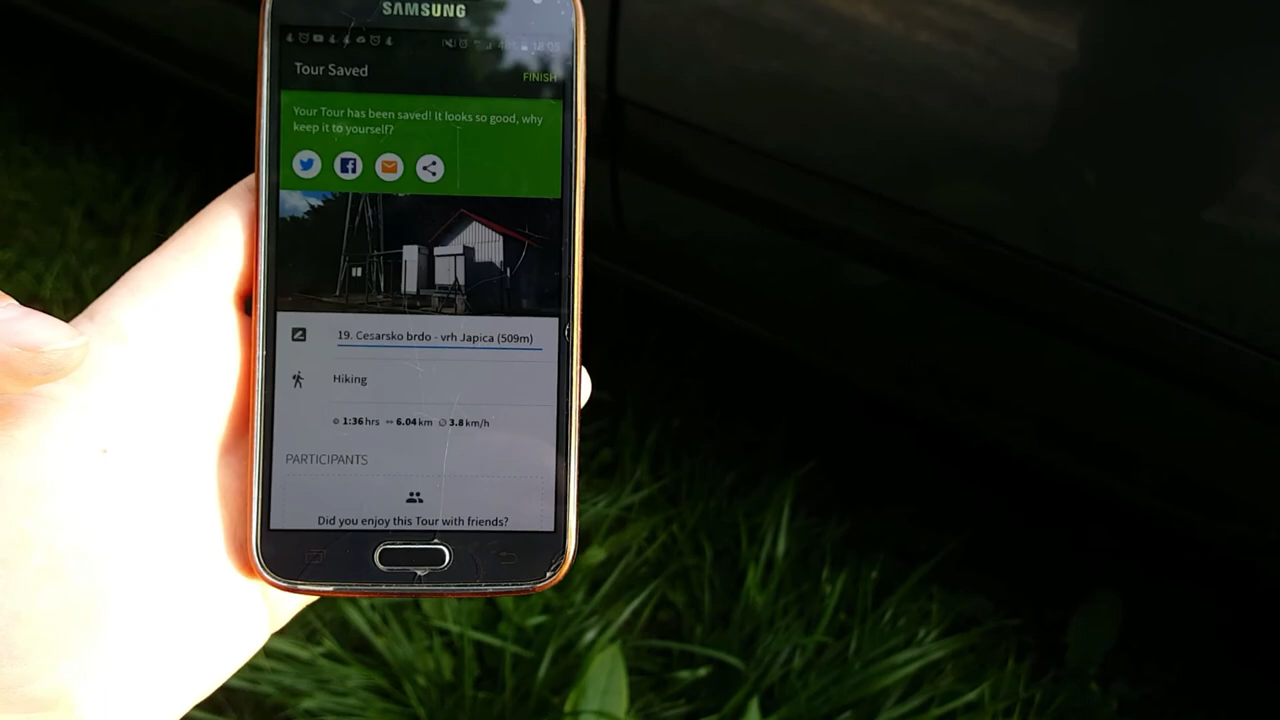 SAMSUNG
18:05
Tour Saved
FINISH
Your Tour has been saved! It looks so good, why
keep it to yourself?
19. Cesarsko brdo - vrh Japica (509m)
Hiking
1:36 hrs 6.04 km 3.8 km/h
PARTICIPANTS
Did you enjoy this Tour with friends?